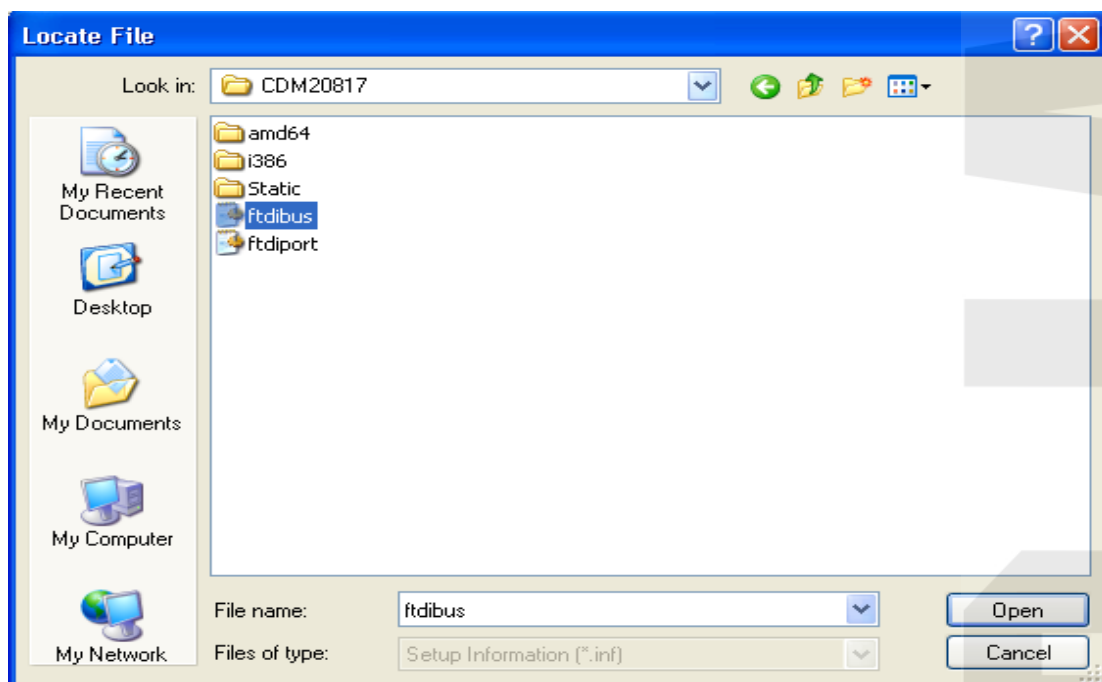 Locate File
Look in: CDM20817
amd64
i386
Static
ftdibus
ftdiport
My Recent
Documents
Desktop
My Documents
My Computer
My Network
File name: ftdibus Open
Files of type: Setup Information (*.inf) Cancel